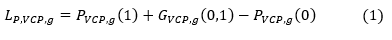 L_{P,VCP,g} = P_{VCP,g}(1) + G_{VCP,g}(0,1) − P_{VCP,g}(0) (1)